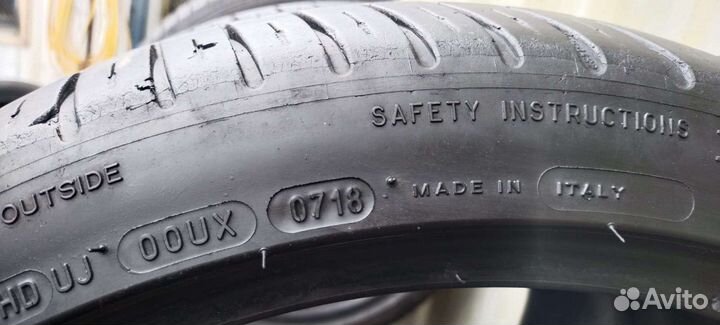 SAFETY INSTRUCTIONS
OUTSIDE
HD UJ 00UX 0718 MADE IN ITALY
Avito